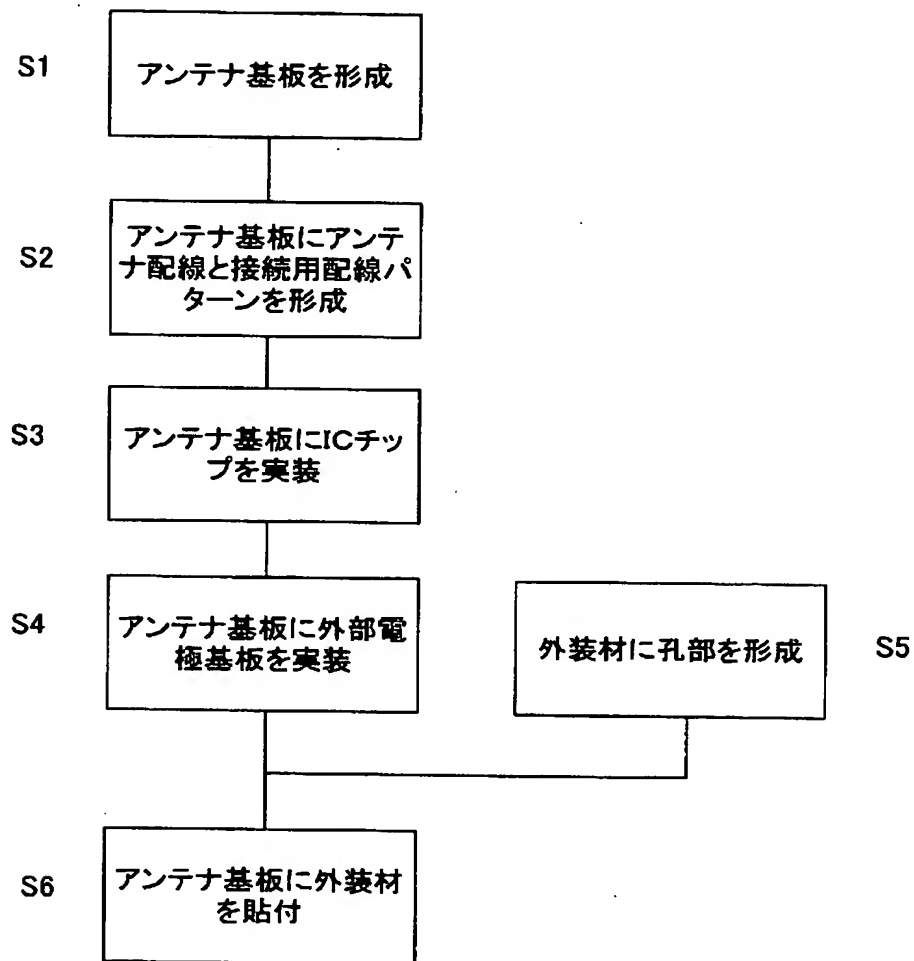 S1
アンテナ基板を形成
S2
アンテナ基板にアンテ
ナ配線と接続用配線パ
ターンを形成
S3
アンテナ基板にICチッ
プを実装
S4
アンテナ基板に外部電
極基板を実装
外装材に孔部を形成
S5
S6
アンテナ基板に外装材
を貼付